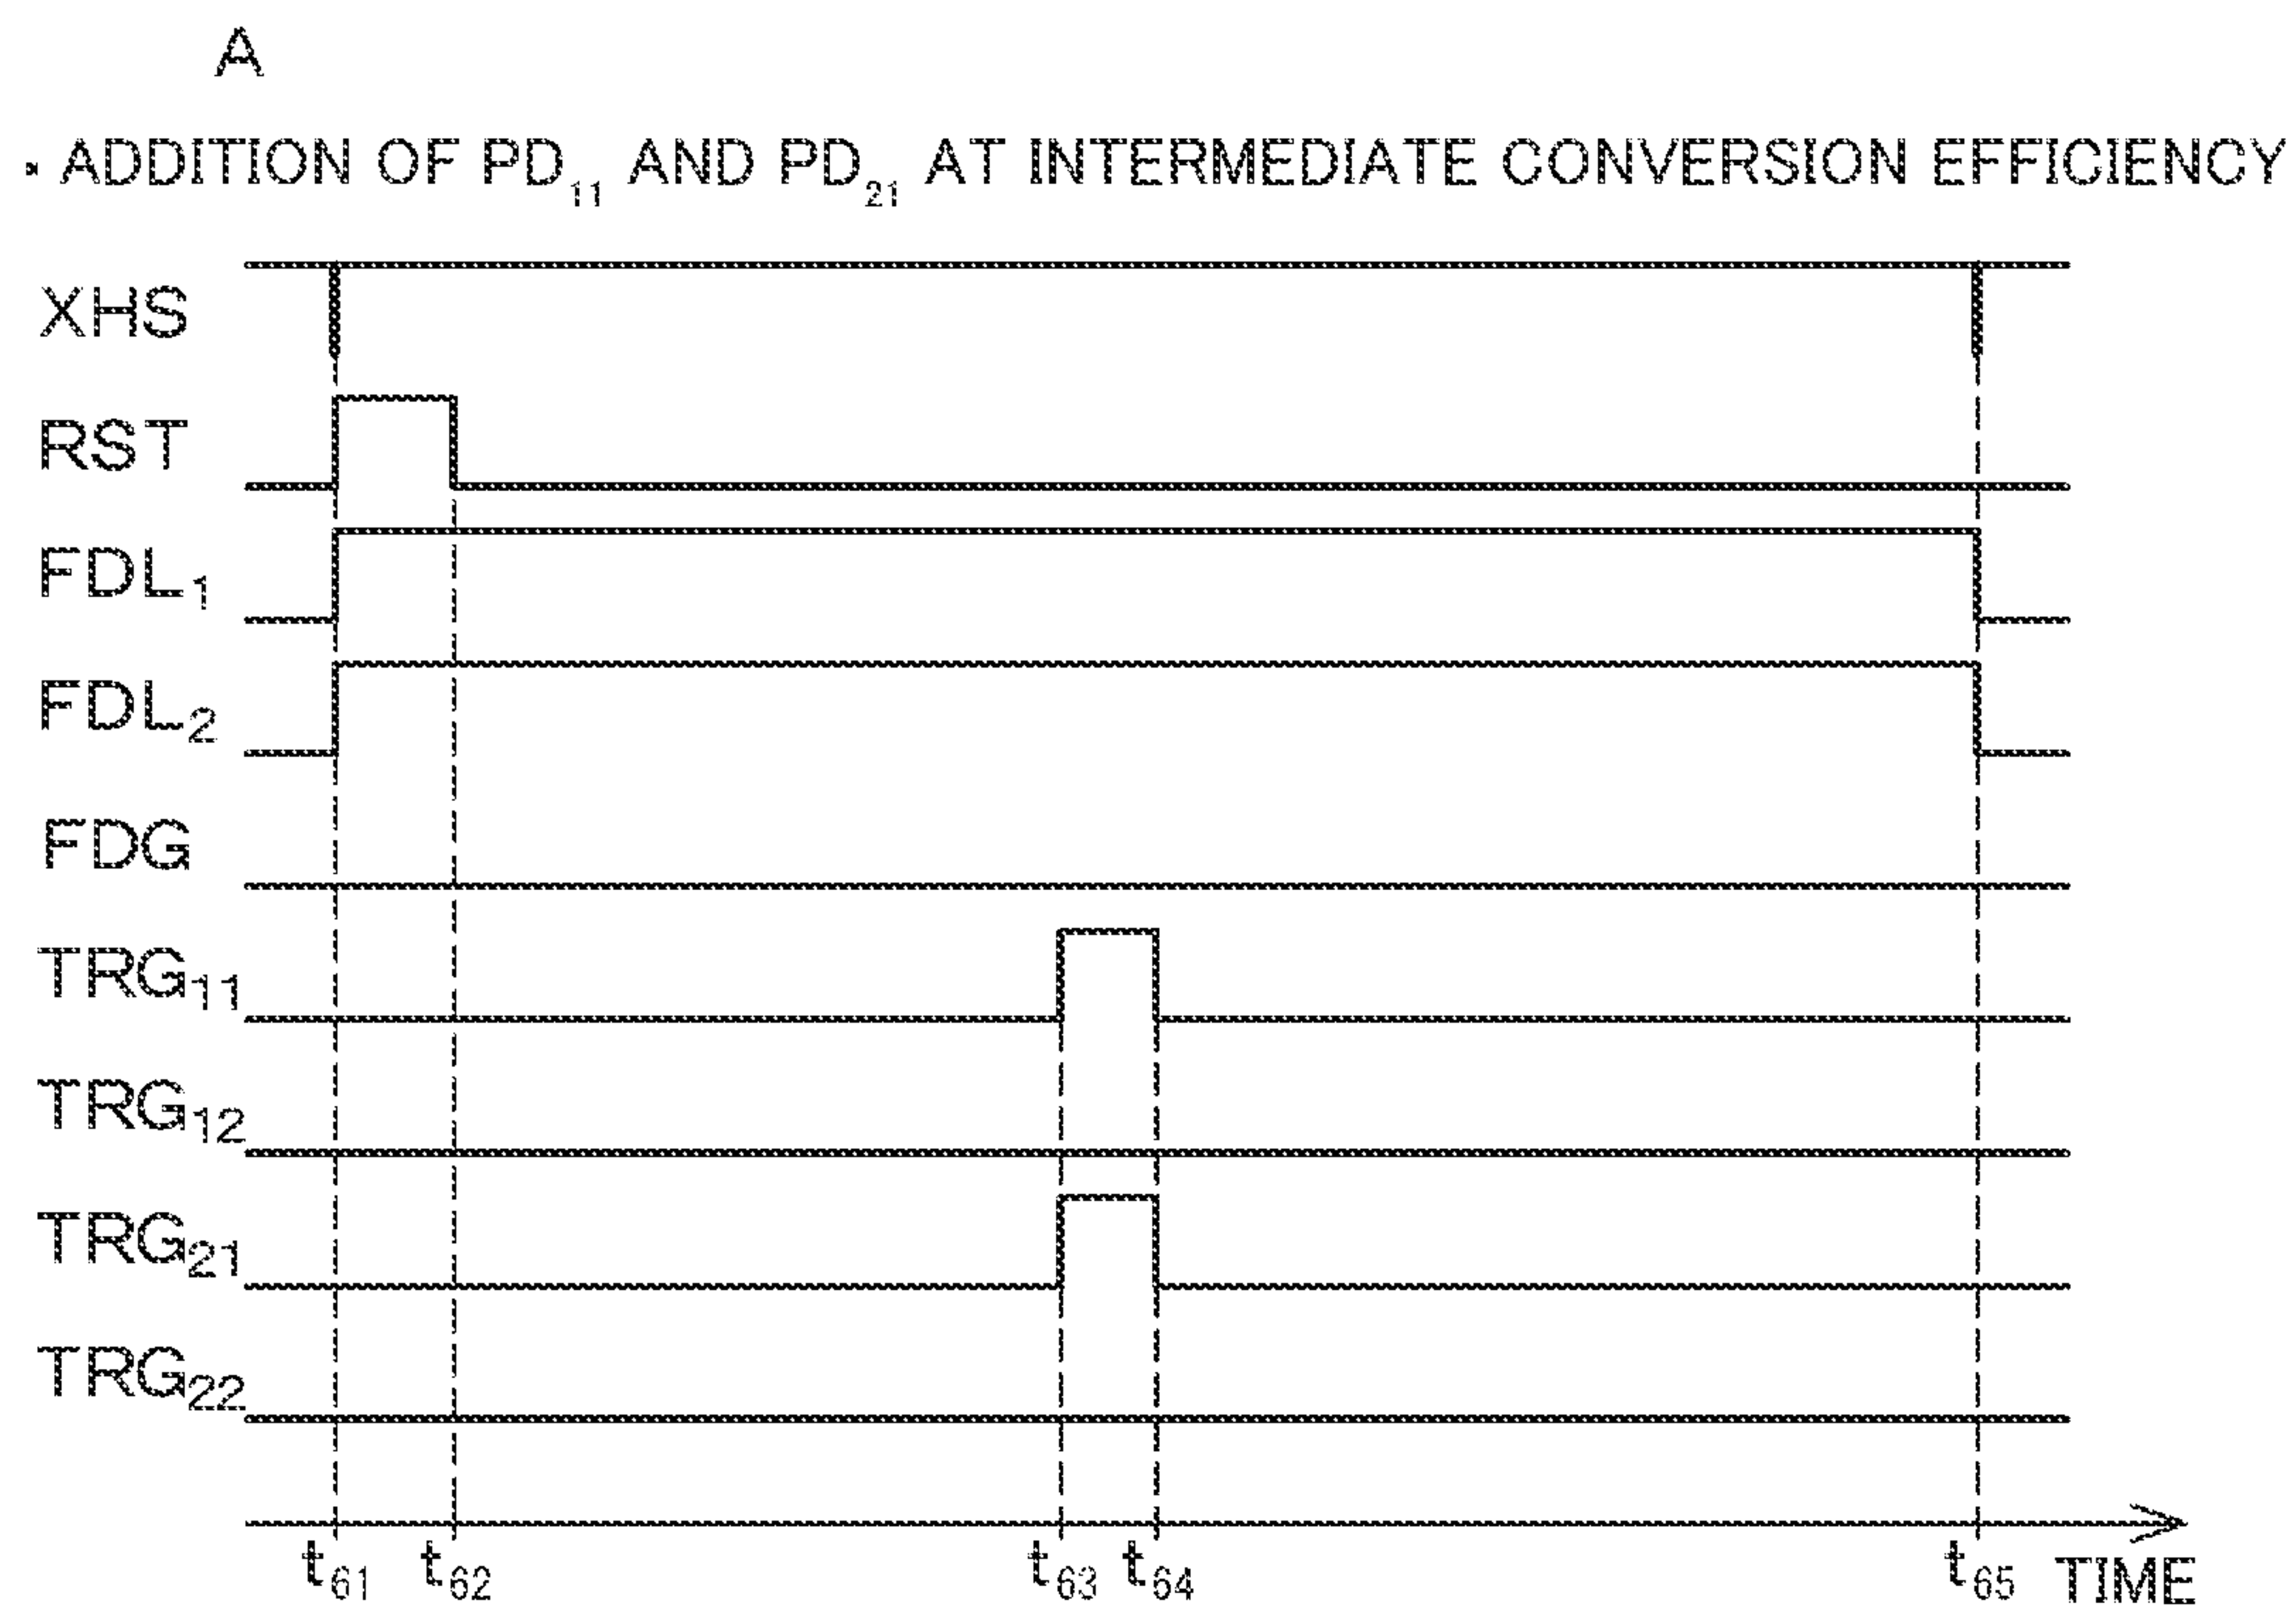 A
▪ ADDITION OF PD₁₁ AND PD₂₁ AT INTERMEDIATE CONVERSION EFFICIENCY
XHS
RST
FDL₁
FDL₂
FDG
TRG₁₁
TRG₁₂
TRG₂₁
TRG₂₂
t₆₁ t₆₂ t₆₃ t₆₄ t₆₅ TIME